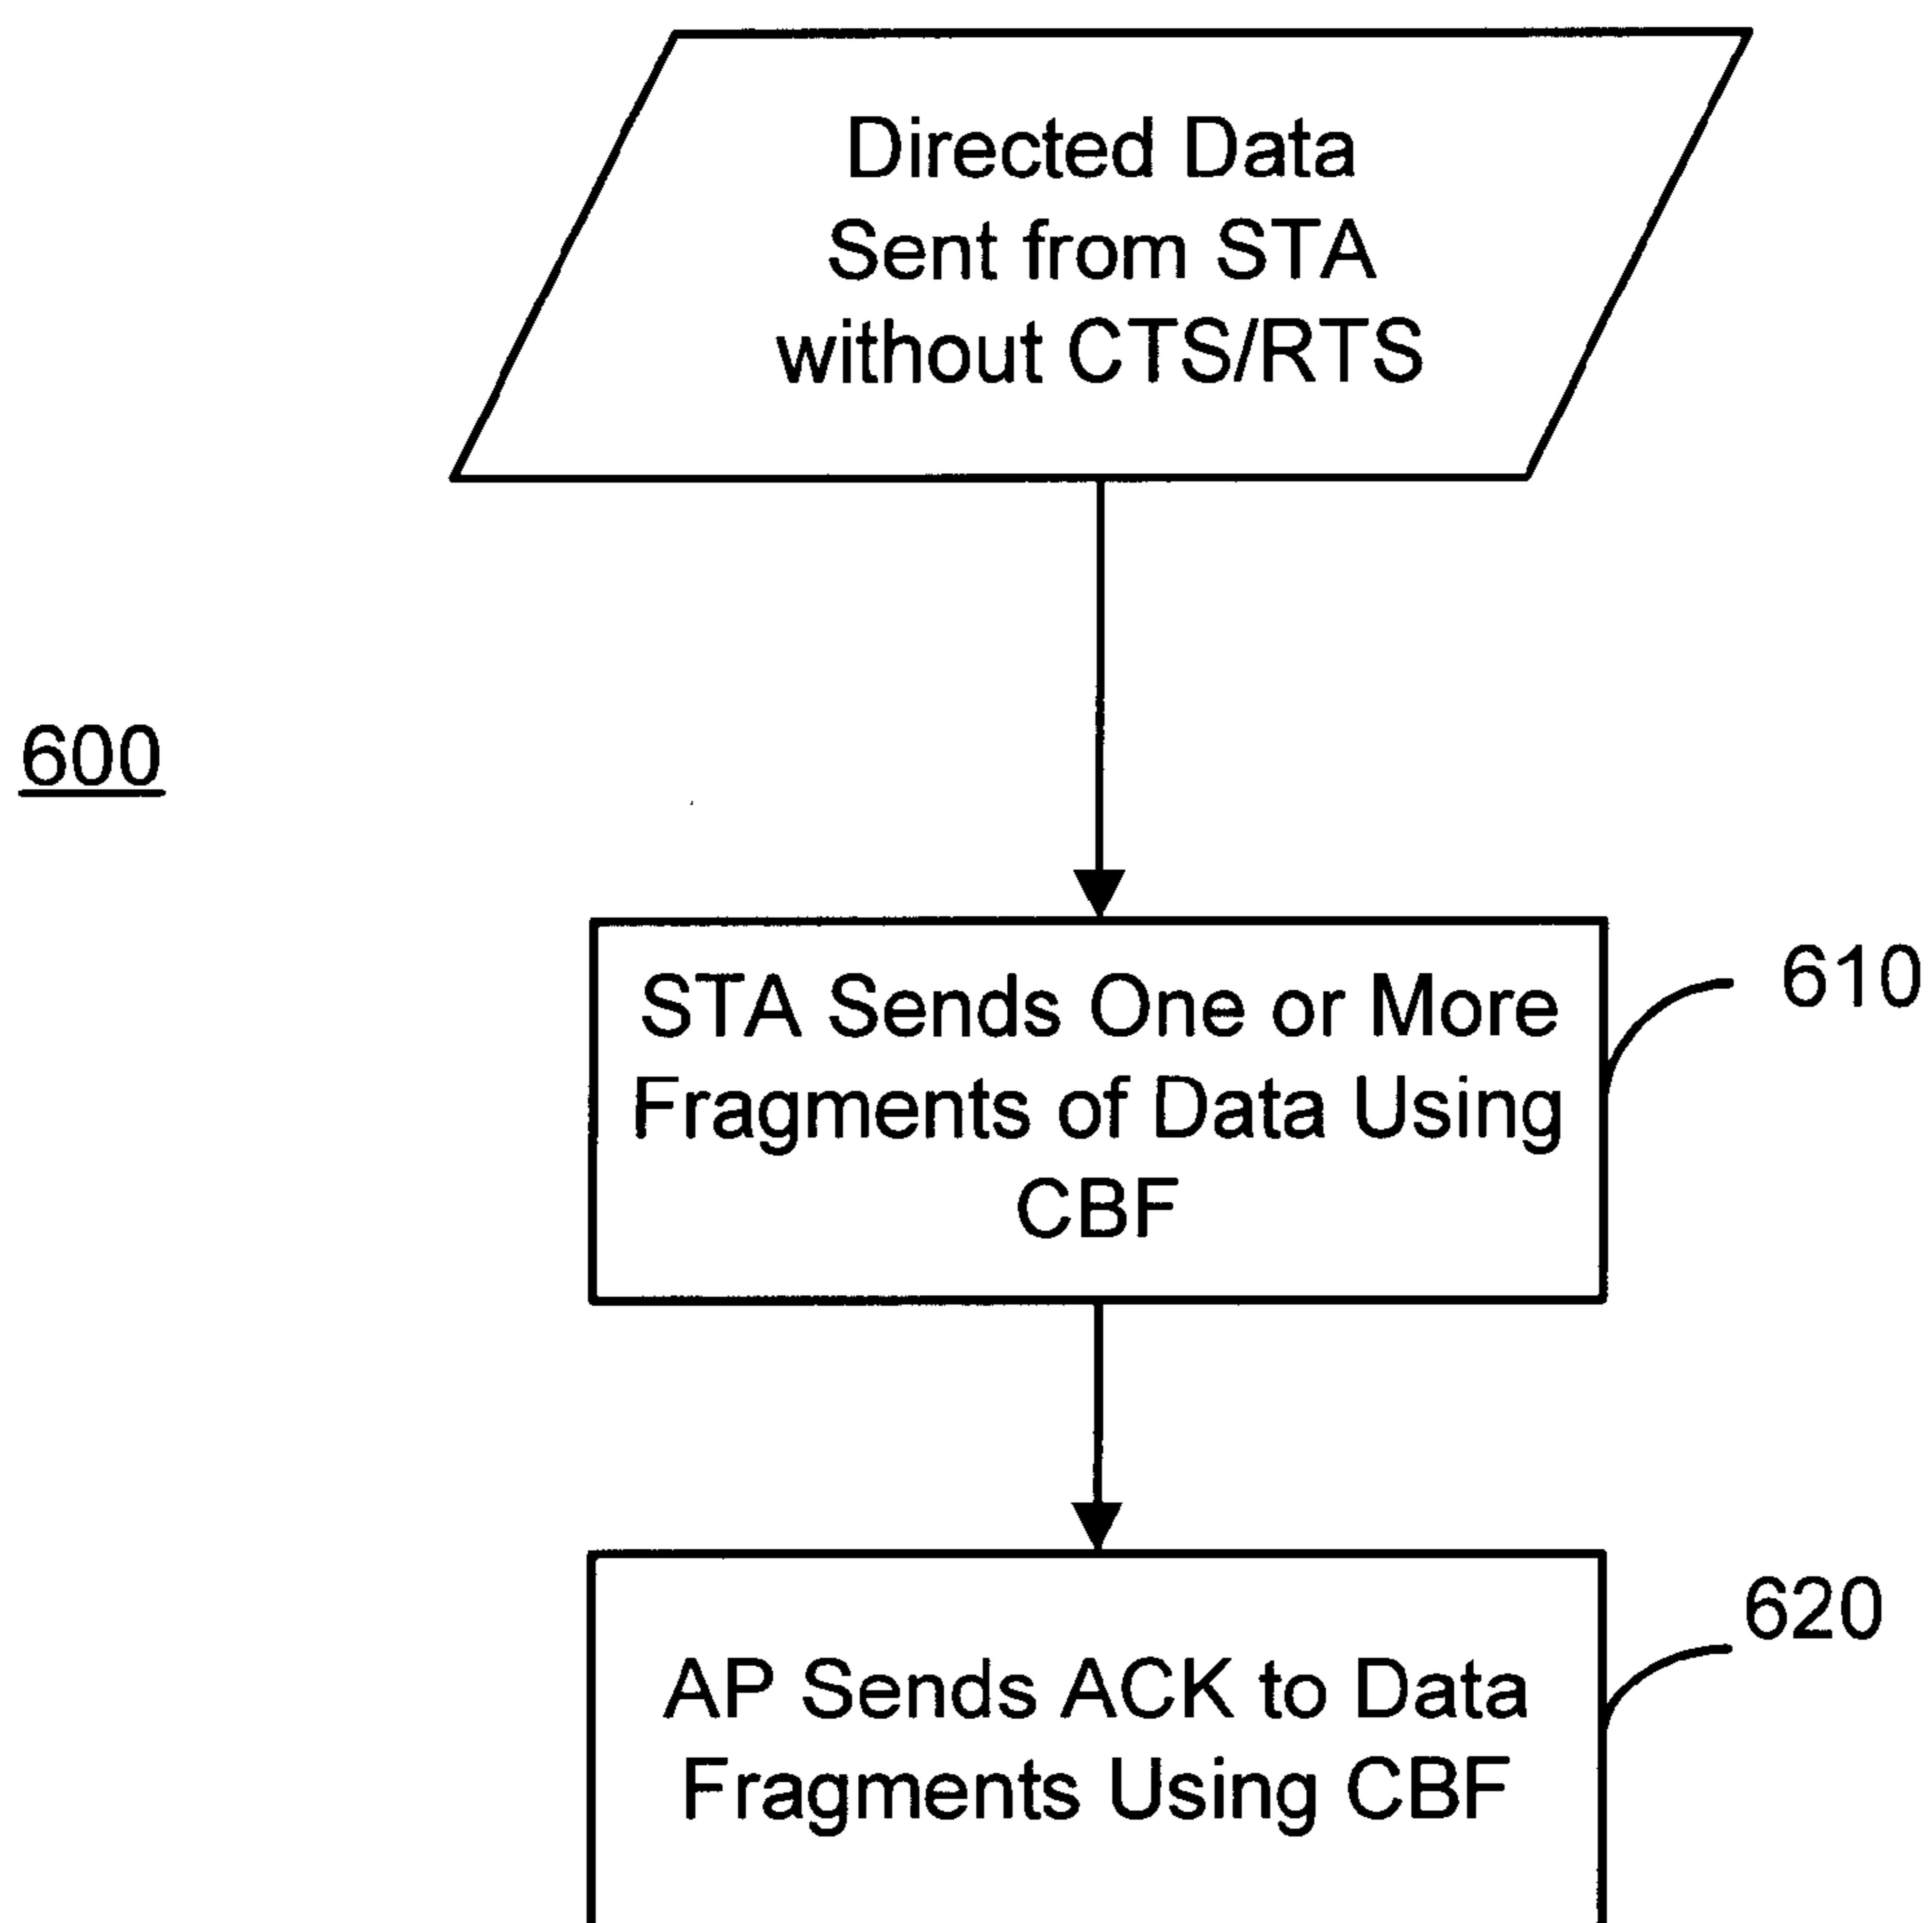 Directed Data
Sent from STA
without CTS/RTS
600
STA Sends One or More
Fragments of Data Using
CBF
610
AP Sends ACK to Data
Fragments Using CBF
620